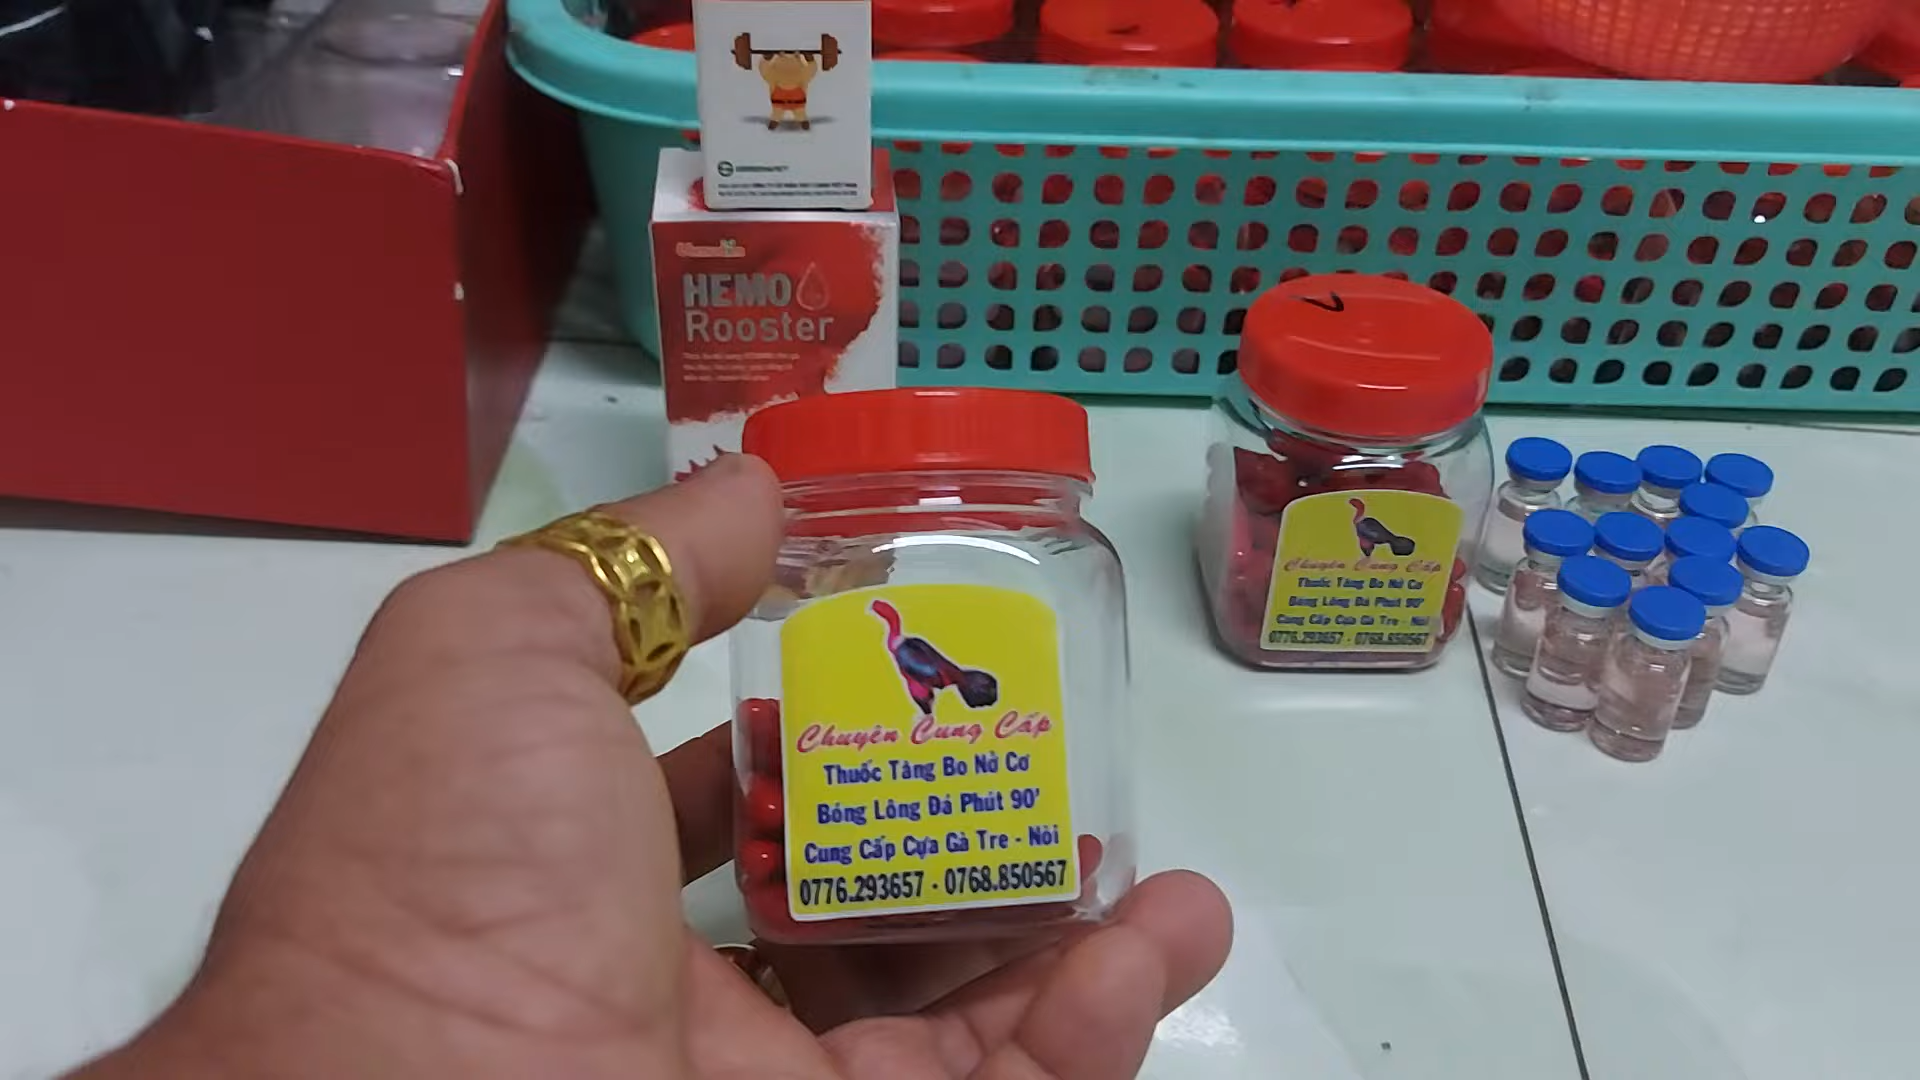 HEMO
Rooster
Chuyên Cung Cấp
Thuốc Tăng Bo Nở Cơ
Bóng Lông Đá Phút 90'
Cung Cấp Cựa Gà Tre - Nòi
0776.293657 - 0768.850567
Chuyên Cung Cấp
Thuốc Tăng Bo Nở Cơ
Bóng Lông Đá Phút 90'
Cung Cấp Cựa Gà Tre - Nòi
0776.293657 - 0768.850567